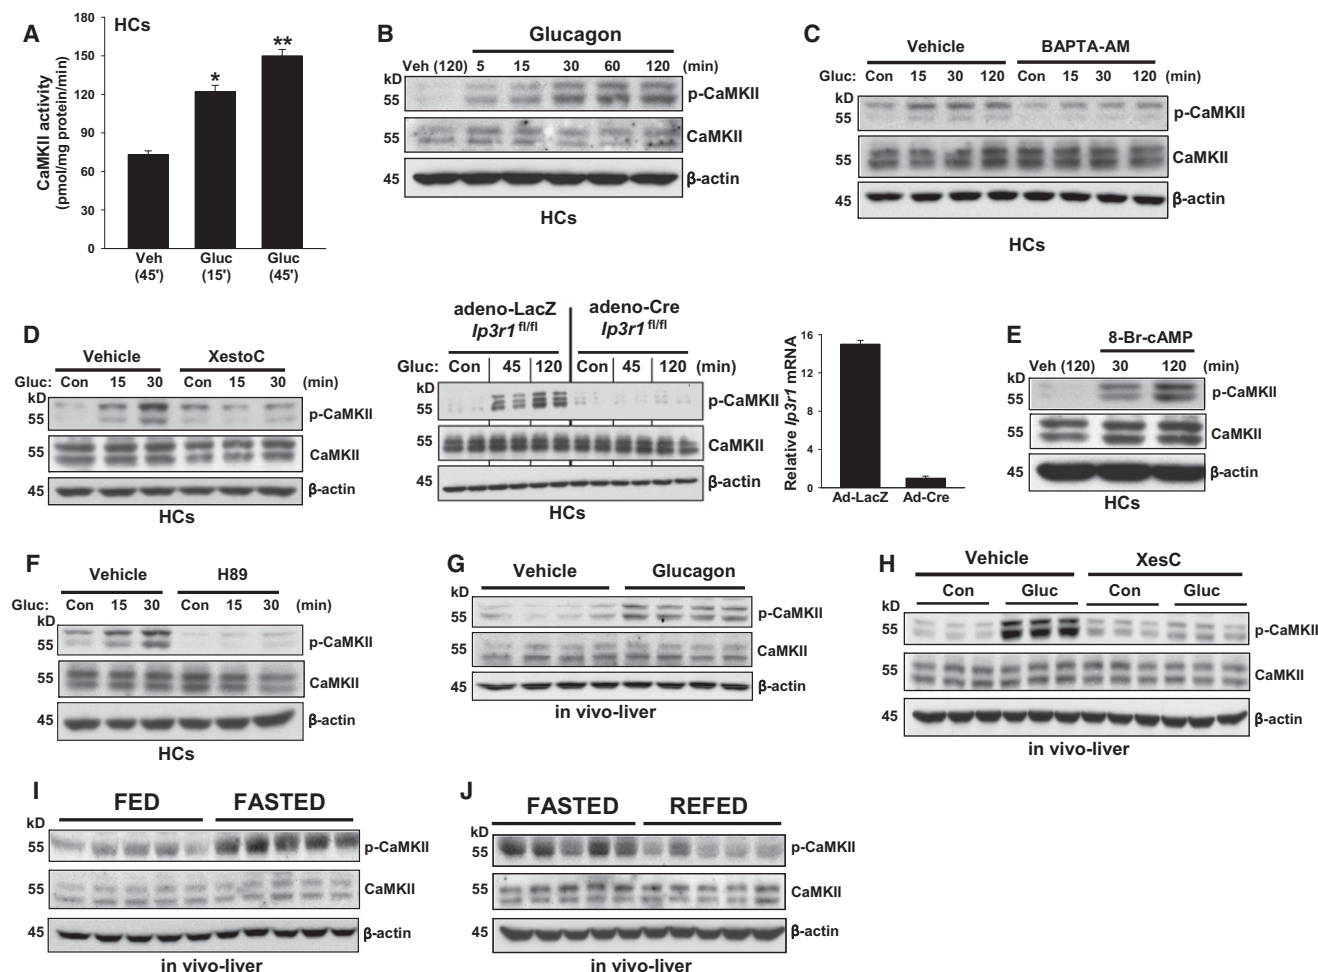 A
HCs
CaMKII activity
(pmol/mg protein/min)
180
150
120
90
60
30
0
*
**
Veh Gluc Gluc
(45') (15') (45')
B
Glucagon
Veh (120) 5 15 30 60 120 (min)
kD
55
p-CaMKII
55
CaMKII
45
β-actin
HCs
C
Vehicle BAPTA-AM
Gluc: Con 15 30 120 Con 15 30 120 (min)
kD
55
p-CaMKII
55
CaMKII
45
β-actin
HCs
D
Vehicle XestoC
Gluc: Con 15 30 Con 15 30 (min)
kD
55
p-CaMKII
55
CaMKII
45
β-actin
HCs
adeno-LacZ adeno-Cre
Ip3r1 fl/fl Ip3r1 fl/fl
Gluc: Con 45 120 Con 45 120 (min)
kD
55
p-CaMKII
55
CaMKII
45
β-actin
HCs
Relative Ip3r1 mRNA
16
12
8
4
0
Ad-LacZ Ad-Cre
E
8-Br-cAMP
Veh (120) 30 120 (min)
kD
55
p-CaMKII
55
CaMKII
45
β-actin
HCs
F
Vehicle H89
Gluc: Con 15 30 Con 15 30 (min)
kD
55
p-CaMKII
55
CaMKII
45
β-actin
HCs
G
Vehicle Glucagon
kD
55
p-CaMKII
55
CaMKII
45
β-actin
in vivo-liver
H
Vehicle XesC
Con Gluc Con Gluc
kD
55
p-CaMKII
55
CaMKII
45
β-actin
in vivo-liver
I
FED FASTED
kD
55
p-CaMKII
55
CaMKII
45
β-actin
in vivo-liver
J
FASTED REFED
kD
55
p-CaMKII
55
CaMKII
45
β-actin
in vivo-liver